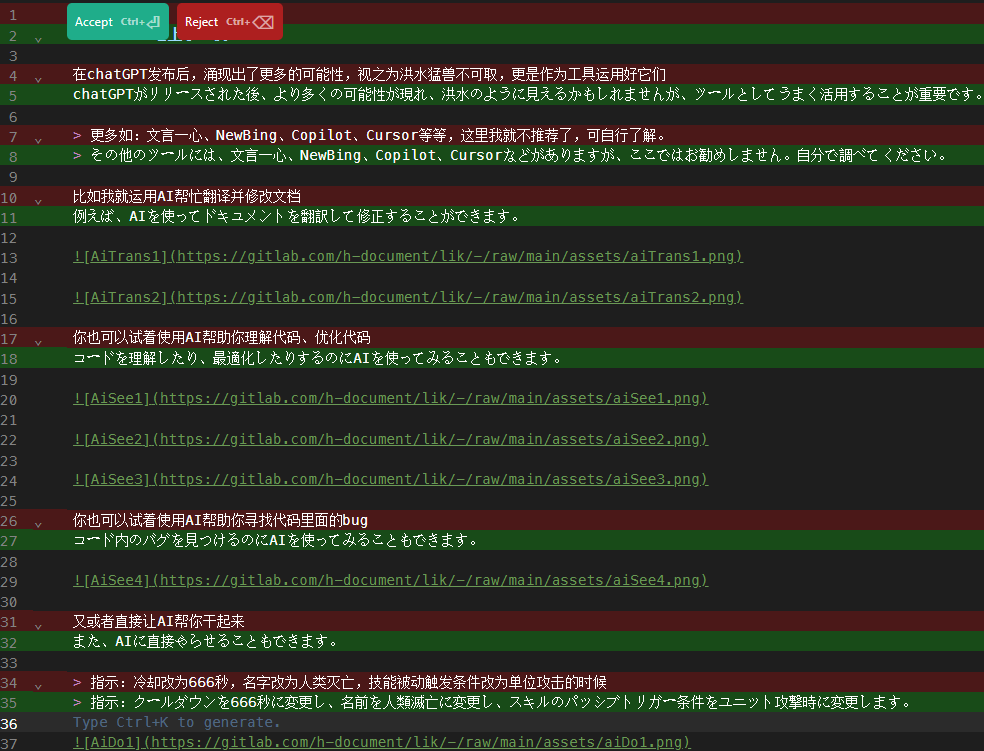 1 Accept Ctrl+⏎ Reject Ctrl+⌫
2
3
4 在chatGPT发布后，涌现出了更多的可能性，视之为洪水猛兽不可取，更是作为工具运用好它们
5 chatGPTがリリースされた後、より多くの可能性が現れ、洪水のように見えるかもしれませんが、ツールとしてうまく活用することが重要です。
6
7 > 更多如：文言一心、NewBing、Copilot、Cursor等等，这里我就不推荐了，可自行了解。
8 > その他のツールには、文言一心、NewBing、Copilot、Cursorなどがありますが、ここではお勧めしません。自分で調べてください。
9
10 比如我就运用AI帮忙翻译并修改文档
11 例えば、AIを使ってドキュメントを翻訳して修正することができます。
12
13 ![AiTrans1](https://gitlab.com/h-document/lik/-/raw/main/assets/aiTrans1.png)
14
15 ![AiTrans2](https://gitlab.com/h-document/lik/-/raw/main/assets/aiTrans2.png)
16
17 你也可以试着使用AI帮助你理解代码、优化代码
18 コードを理解したり、最適化したりするのにAIを使ってみることもできます。
19
20 ![AiSee1](https://gitlab.com/h-document/lik/-/raw/main/assets/aiSee1.png)
21
22 ![AiSee2](https://gitlab.com/h-document/lik/-/raw/main/assets/aiSee2.png)
23
24 ![AiSee3](https://gitlab.com/h-document/lik/-/raw/main/assets/aiSee3.png)
25
26 你也可以试着使用AI帮助你寻找代码里面的bug
27 コード内のバグを見つけるのにAIを使ってみることもできます。
28
29 ![AiSee4](https://gitlab.com/h-document/lik/-/raw/main/assets/aiSee4.png)
30
31 又或者直接让AI帮你干起来
32 また、AIに直接やらせることもできます。
33
34 > 指示：冷却改为666秒，名字改为人类灭亡，技能被动触发条件改为单位攻击的时候
35 > 指示：クールダウンを666秒に変更し、名前を人類滅亡に変更し、スキルのパッシブトリガー条件をユニット攻撃時に変更します。
36 Type Ctrl+K to generate.
37 ![AiDo1](https://gitlab.com/h-document/lik/-/raw/main/assets/aiDo1.png)